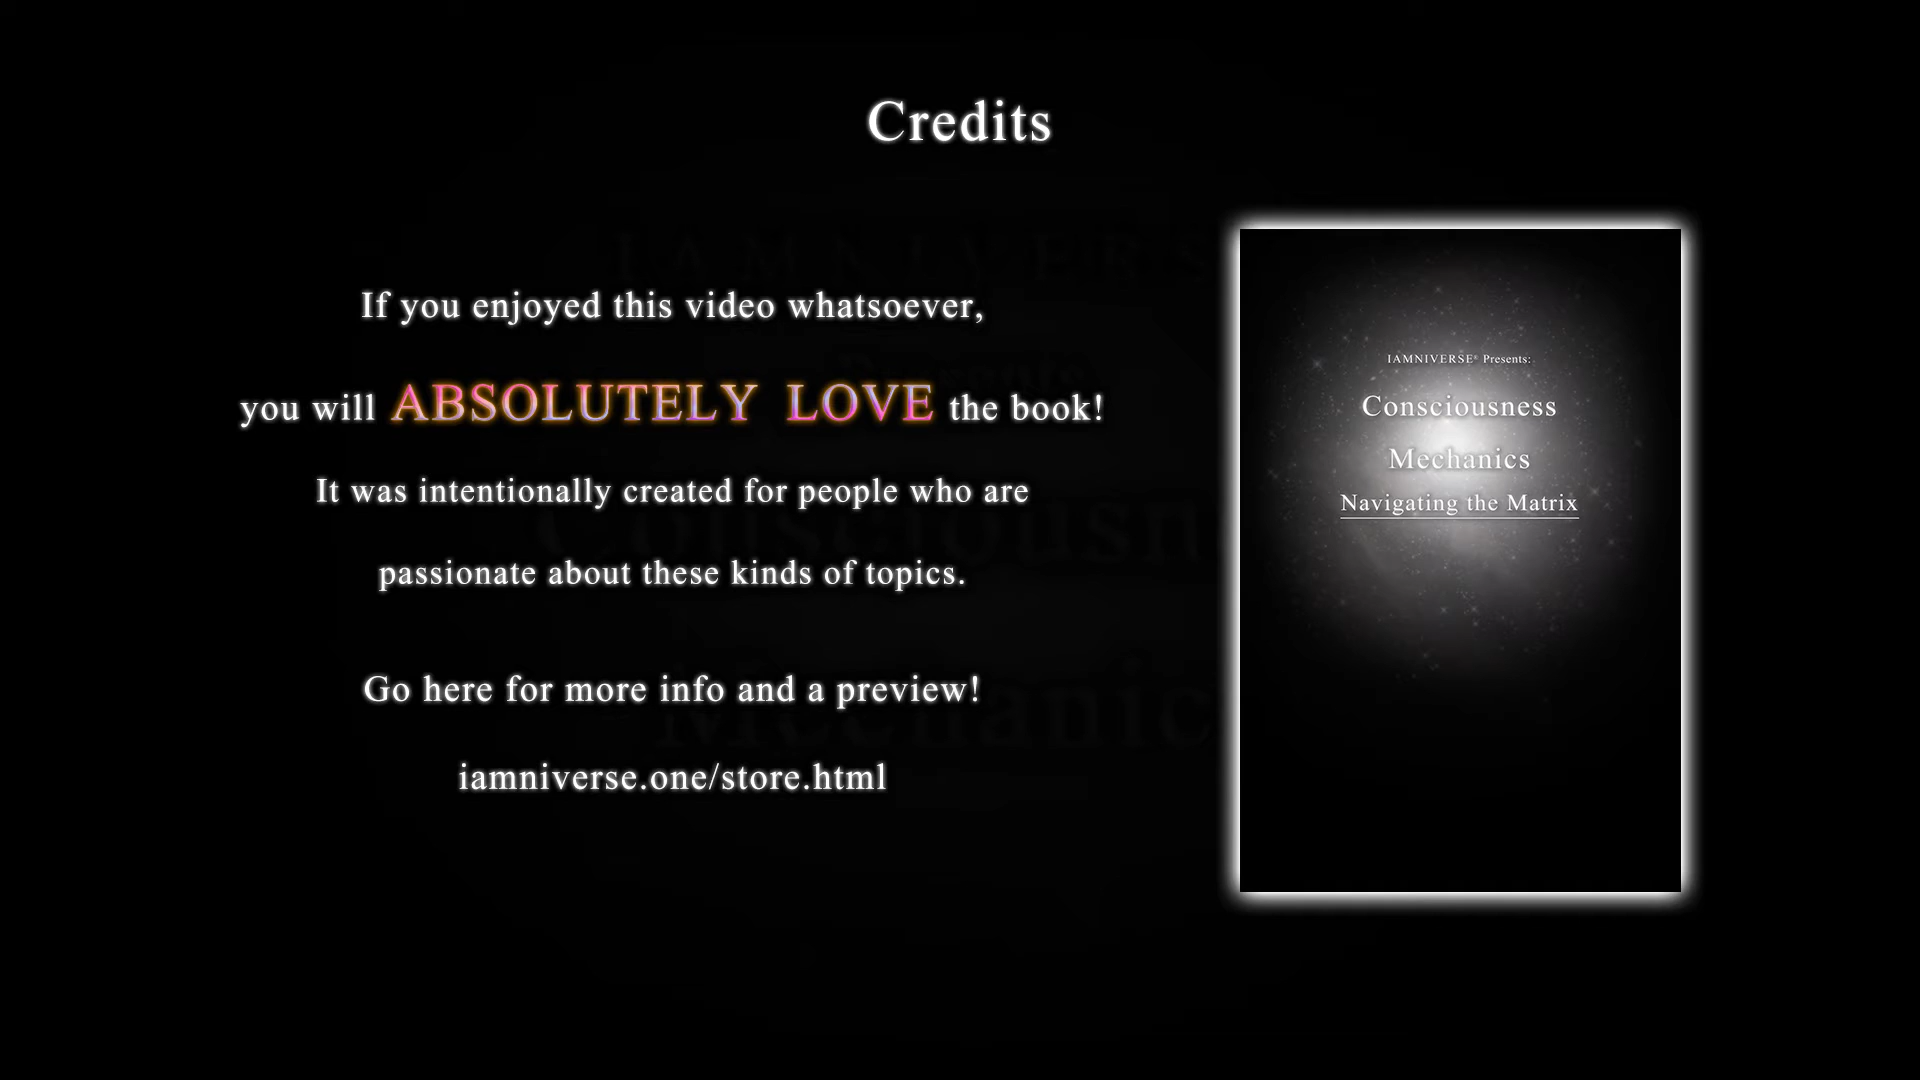 Credits
If you enjoyed this video whatsoever,
you will ABSOLUTELY LOVE the book!
It was intentionally created for people who are
passionate about these kinds of topics.
Go here for more info and a preview!
iamniverse.one/store.html
IAMNIVERSE® Presents:
Consciousness
Mechanics
Navigating the Matrix